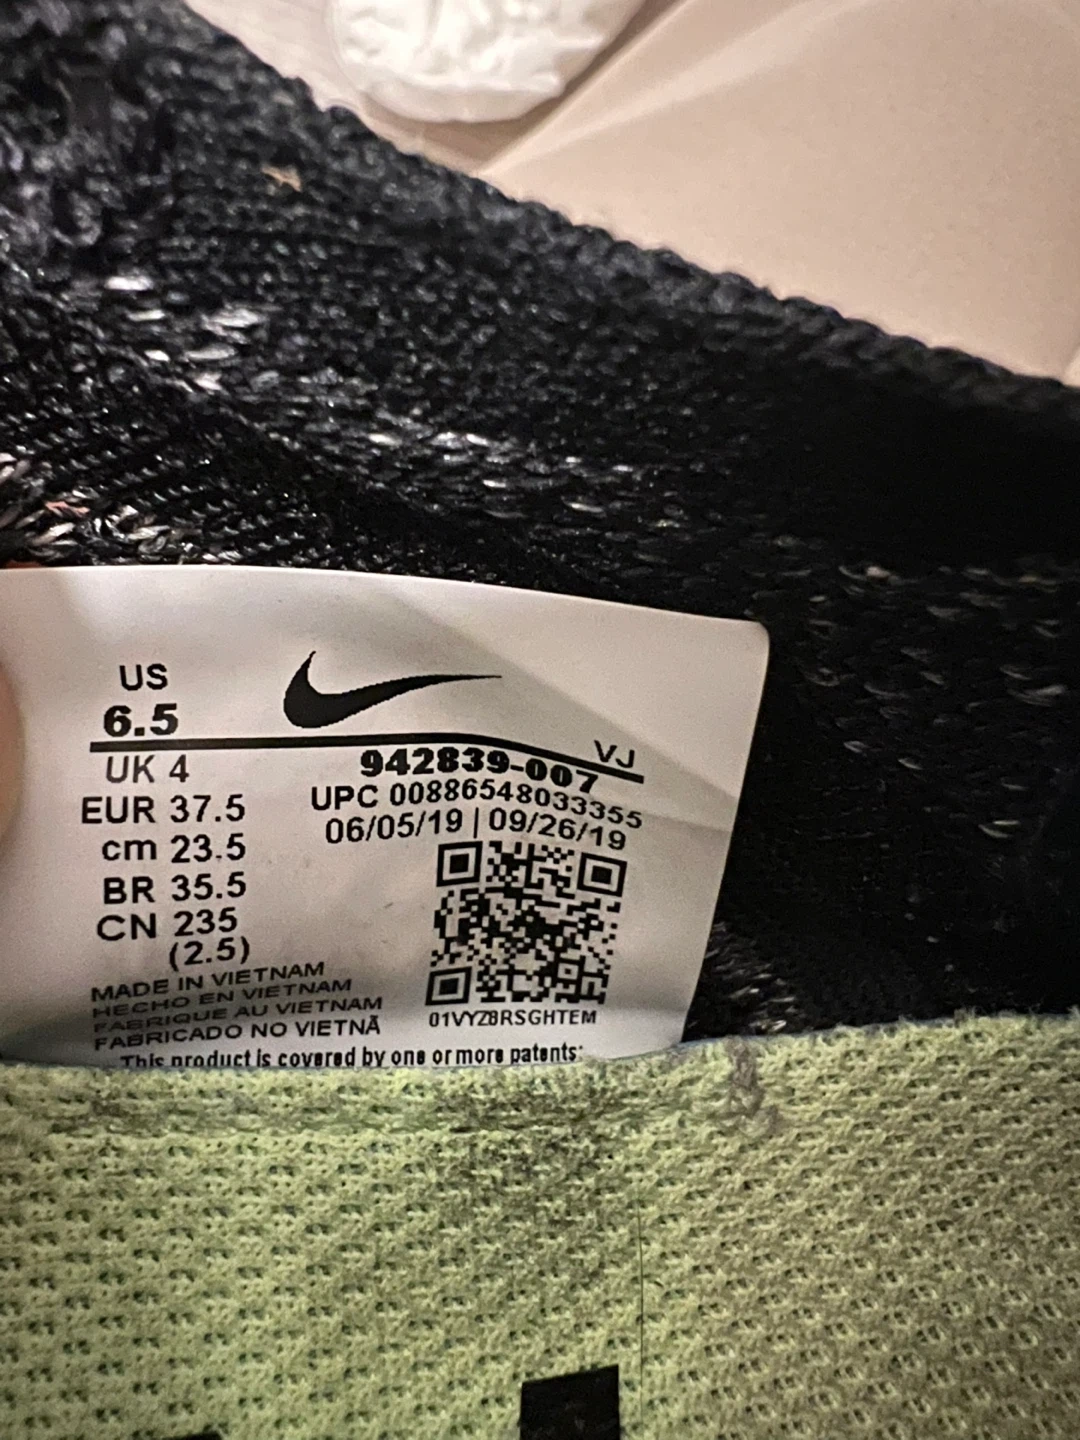 US
6.5
VJ
942839-007
UK 4
UPC 00886548033355
EUR 37.5
06/05/19 | 09/26/19
cm 23.5
BR 35.5
CN 235
(2.5)
MADE IN VIETNAM
HECHO EN VIETNAM
FABRIQUE AU VIETNAM
FABRICADO NO VIETNÃ
01VYZ8RSGHTEM
This product is covered by one or more patents: